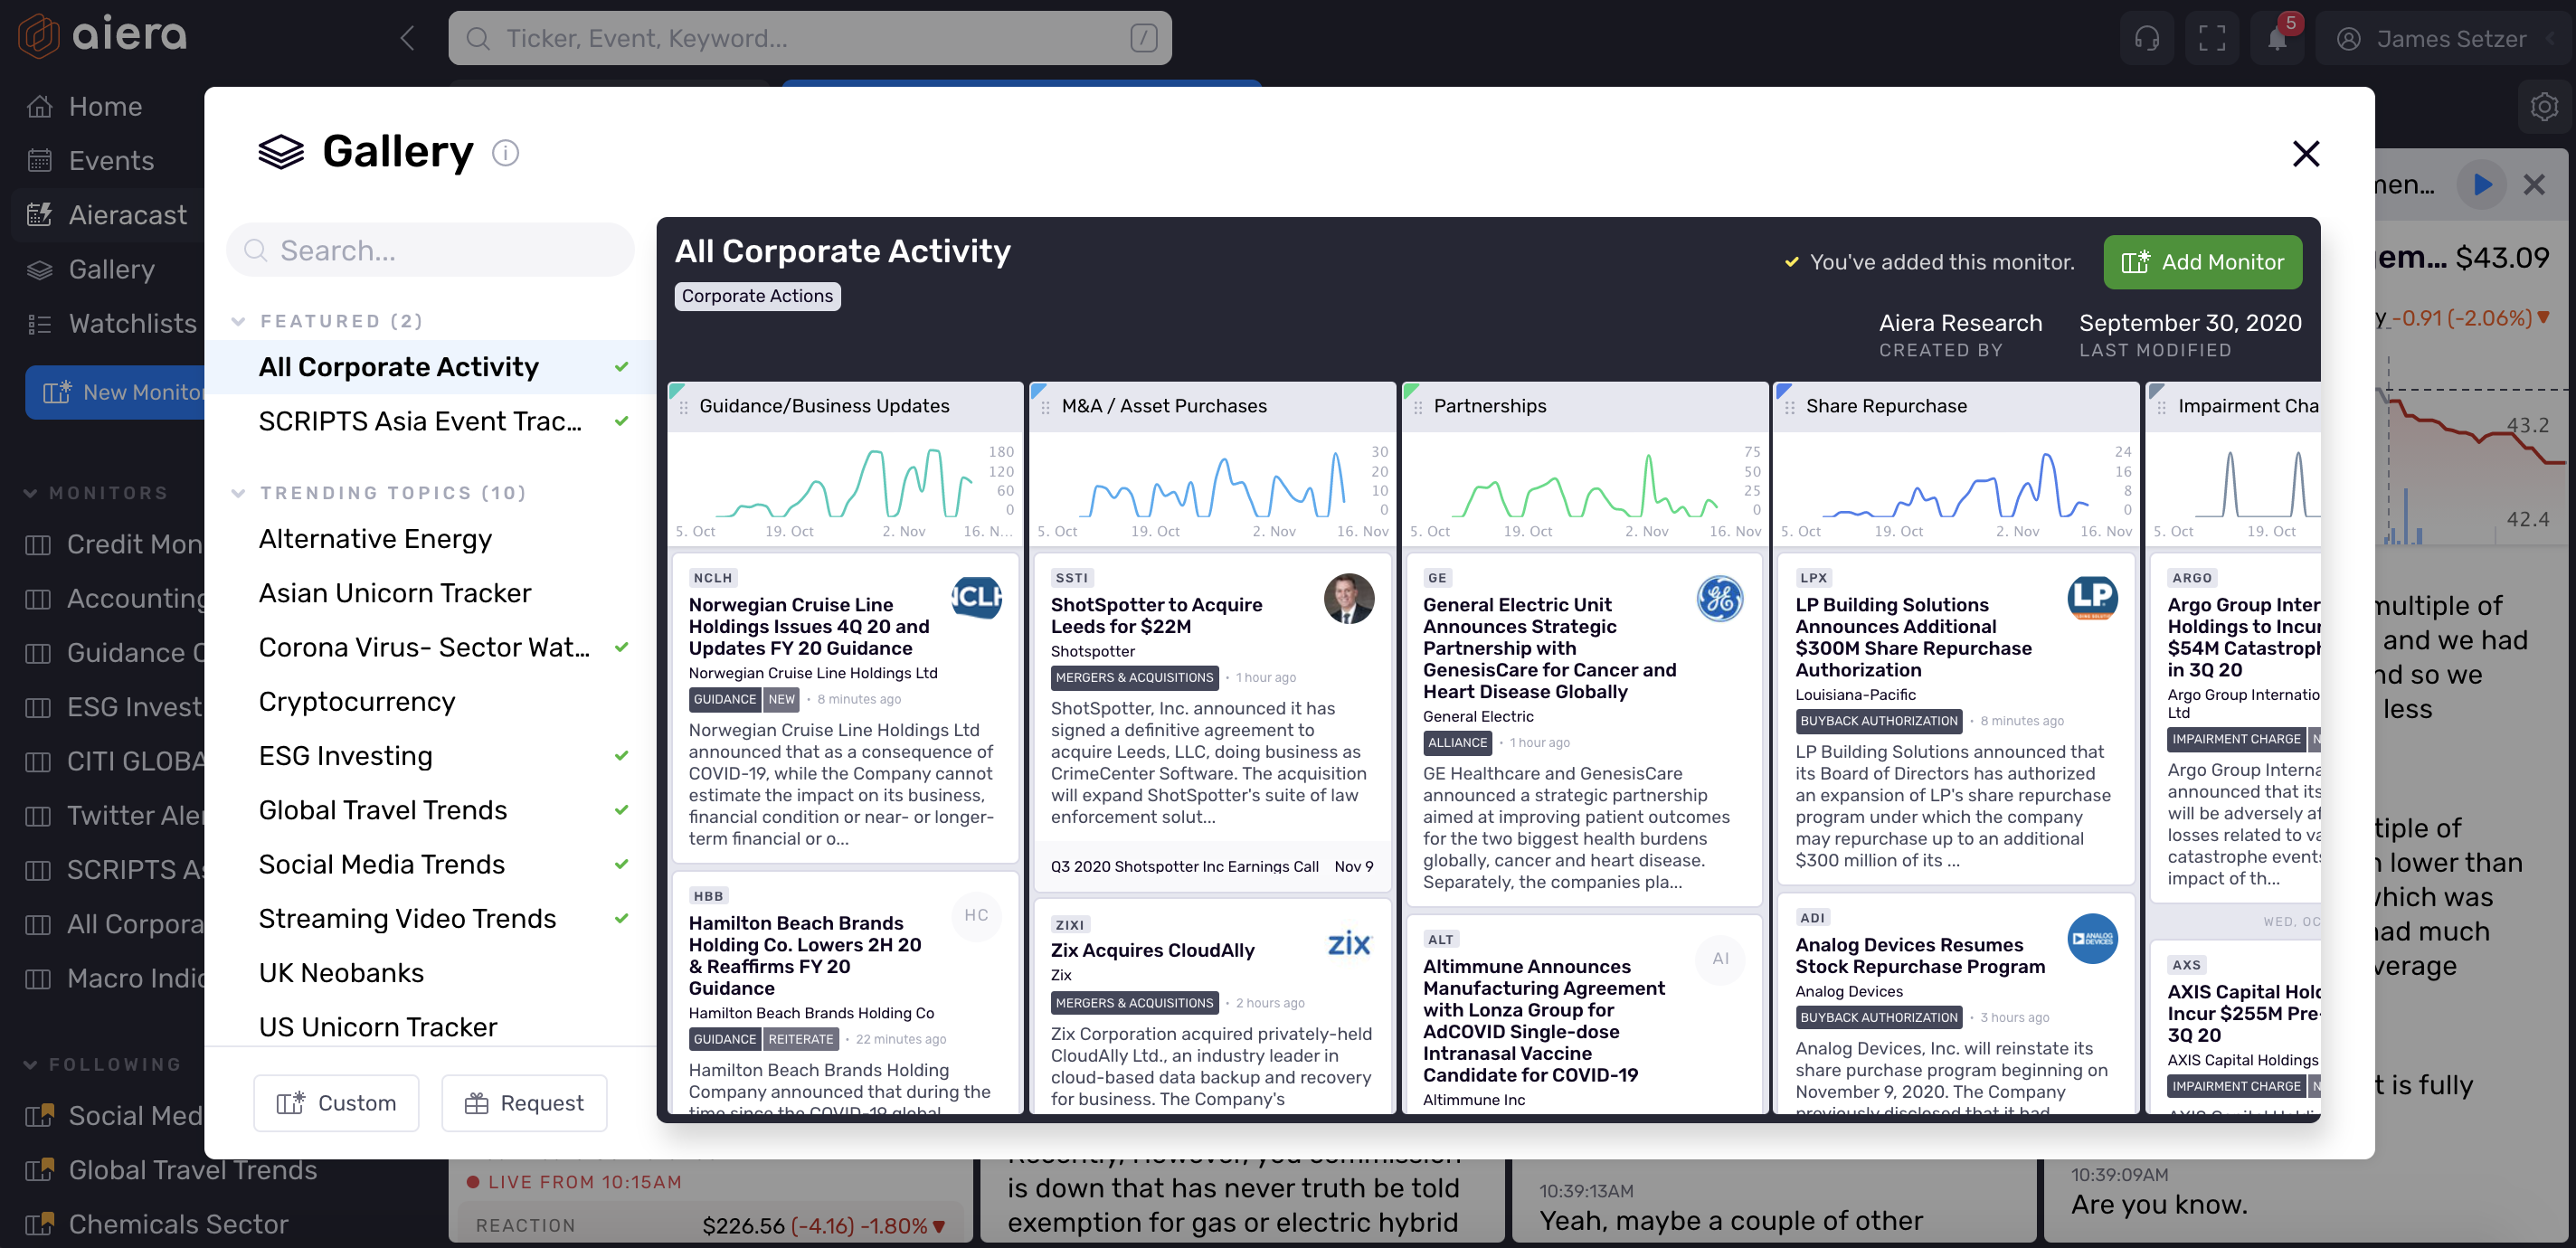 aiera
Ticker, Event, Keyword...
/
5
James Setzer
Home
Events
Aieracast
Gallery
Watchlists
New Monitor
MONITORS
Credit Mon
Accounting
Guidance C
ESG Invest
CITI GLOBA
Twitter Aler
SCRIPTS As
All Corpora
Macro Indic
FOLLOWING
Social Med
Global Travel Trends
Chemicals Sector
Gallery
Search...
FEATURED (2)
All Corporate Activity
SCRIPTS Asia Event Trac...
TRENDING TOPICS (10)
Alternative Energy
Asian Unicorn Tracker
Corona Virus- Sector Wat...
Cryptocurrency
ESG Investing
Global Travel Trends
Social Media Trends
Streaming Video Trends
UK Neobanks
US Unicorn Tracker
Custom
Request
All Corporate Activity
Corporate Actions
You've added this monitor.
Add Monitor
Aiera Research
CREATED BY
September 30, 2020
LAST MODIFIED
Guidance/Business Updates
180
120
60
0
5. Oct 19. Oct 2. Nov 16. N...
NCLH
NCLH
Norwegian Cruise Line
Holdings Issues 4Q 20 and
Updates FY 20 Guidance
Norwegian Cruise Line Holdings Ltd
GUIDANCE NEW · 8 minutes ago
Norwegian Cruise Line Holdings Ltd
announced that as a consequence of
COVID-19, while the Company cannot
estimate the impact on its business,
financial condition or near- or longer-
term financial or o...
HBB
HC
Hamilton Beach Brands
Holding Co. Lowers 2H 20
& Reaffirms FY 20
Guidance
Hamilton Beach Brands Holding Co
GUIDANCE REITERATE · 22 minutes ago
Hamilton Beach Brands Holding
Company announced that during the
time since the COVID-19 global
M&A / Asset Purchases
30
20
10
0
5. Oct 19. Oct 2. Nov 16. Nov
SSTI
ShotSpotter to Acquire
Leeds for $22M
Shotspotter
MERGERS & ACQUISITIONS · 1 hour ago
ShotSpotter, Inc. announced it has
signed a definitive agreement to
acquire Leeds, LLC, doing business as
CrimeCenter Software. The acquisition
will expand ShotSpotter's suite of law
enforcement solut...
Q3 2020 Shotspotter Inc Earnings Call Nov 9
ZIXI
zix
Zix Acquires CloudAlly
Zix
MERGERS & ACQUISITIONS · 2 hours ago
Zix Corporation acquired privately-held
CloudAlly Ltd., an industry leader in
cloud-based data backup and recovery
for business. The Company's
Partnerships
75
50
25
0
5. Oct 19. Oct 2. Nov 16. Nov
GE
General Electric Unit
Announces Strategic
Partnership with
GenesisCare for Cancer and
Heart Disease Globally
General Electric
ALLIANCE · 1 hour ago
GE Healthcare and GenesisCare
announced a strategic partnership
aimed at improving patient outcomes
for the two biggest health burdens
globally, cancer and heart disease.
Separately, the companies pla...
ALT
AI
Altimmune Announces
Manufacturing Agreement
with Lonza Group for
AdCOVID Single-dose
Intranasal Vaccine
Candidate for COVID-19
Altimmune Inc
Share Repurchase
24
16
8
0
5. Oct 19. Oct 2. Nov 16. Nov
LPX
LP
LP Building Solutions
Announces Additional
$300M Share Repurchase
Authorization
Louisiana-Pacific
BUYBACK AUTHORIZATION · 8 minutes ago
LP Building Solutions announced that
its Board of Directors has authorized
an expansion of LP's share repurchase
program under which the company
may repurchase up to an additional
$300 million of its ...
ADI
ANALOG DEVICES
Analog Devices Resumes
Stock Repurchase Program
Analog Devices
BUYBACK AUTHORIZATION · 3 hours ago
Analog Devices, Inc. will reinstate its
share purchase program beginning on
November 9, 2020. The Company
previously disclosed that it had
Impairment Cha
5. Oct 19. Oct
ARGO
Argo Group Inter
Holdings to Incur
$54M Catastroph
in 3Q 20
Argo Group Internatio
Ltd
IMPAIRMENT CHARGE N
Argo Group Interna
announced that its
will be adversely af
losses related to va
catastrophe events
impact of th...
WED, OC
AXS
AXIS Capital Hold
Incur $255M Pre-
3Q 20
AXIS Capital Holdings
IMPAIRMENT CHARGE N
men...
em... $43.09
y -0.91 (-2.06%)
43.2
42.4
multiple of
and we had
nd so we
less
tiple of
lower than
which was
had much
verage
t is fully
LIVE FROM 10:15AM
REACTION $226.56 (-4.16) -1.80%
Recently, However, you commission
is down that has never truth be told
exemption for gas or electric hybrid
10:39:13AM
Yeah, maybe a couple of other
10:39:09AM
Are you know.